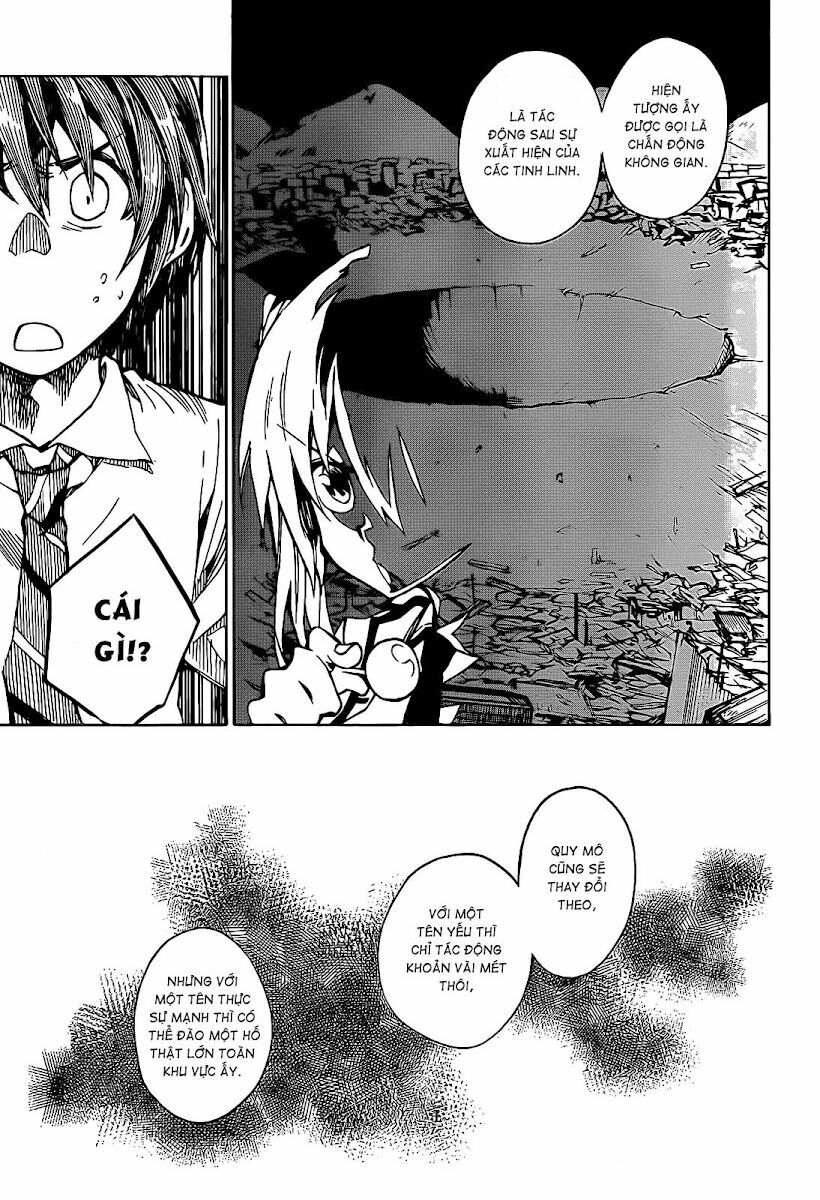 HIỆN
TƯỢNG ẤY
ĐƯỢC GỌI LÀ
CHẤN ĐỘNG
KHÔNG GIAN.
LÀ TÁC
ĐỘNG SAU SỰ
XUẤT HIỆN CỦA
CÁC TINH LINH.
CÁI
GÌ!?
QUY MÔ
CŨNG SẼ
THAY ĐỔI
THEO,
VỚI MỘT
TÊN YẾU THÌ
CHỈ TÁC ĐỘNG
KHOẢN VÀI MÉT
THÔI,
NHƯNG VỚI
MỘT TÊN THỰC
SỰ MẠNH THÌ CÓ
THỂ ĐÀO MỘT HỐ
THẬT LỚN TOÀN
KHU VỰC ẤY.